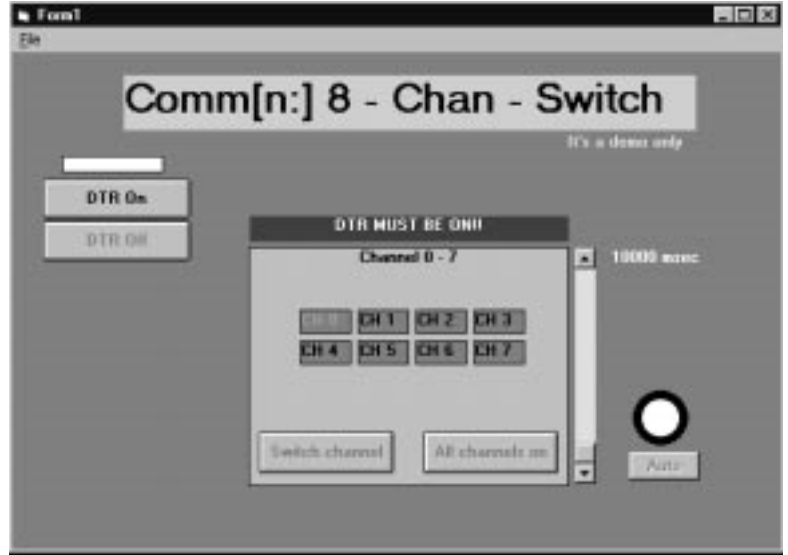 Form1
File
Comm[n:] 8 - Chan - Switch
It's a demo only
DTR On
DTR Off
DTR MUST BE ON!!
Channel 0 - 7
10000 msec
CH 0 CH 1 CH 2 CH 3
CH 4 CH 5 CH 6 CH 7
Switch channel All channels on
Auto